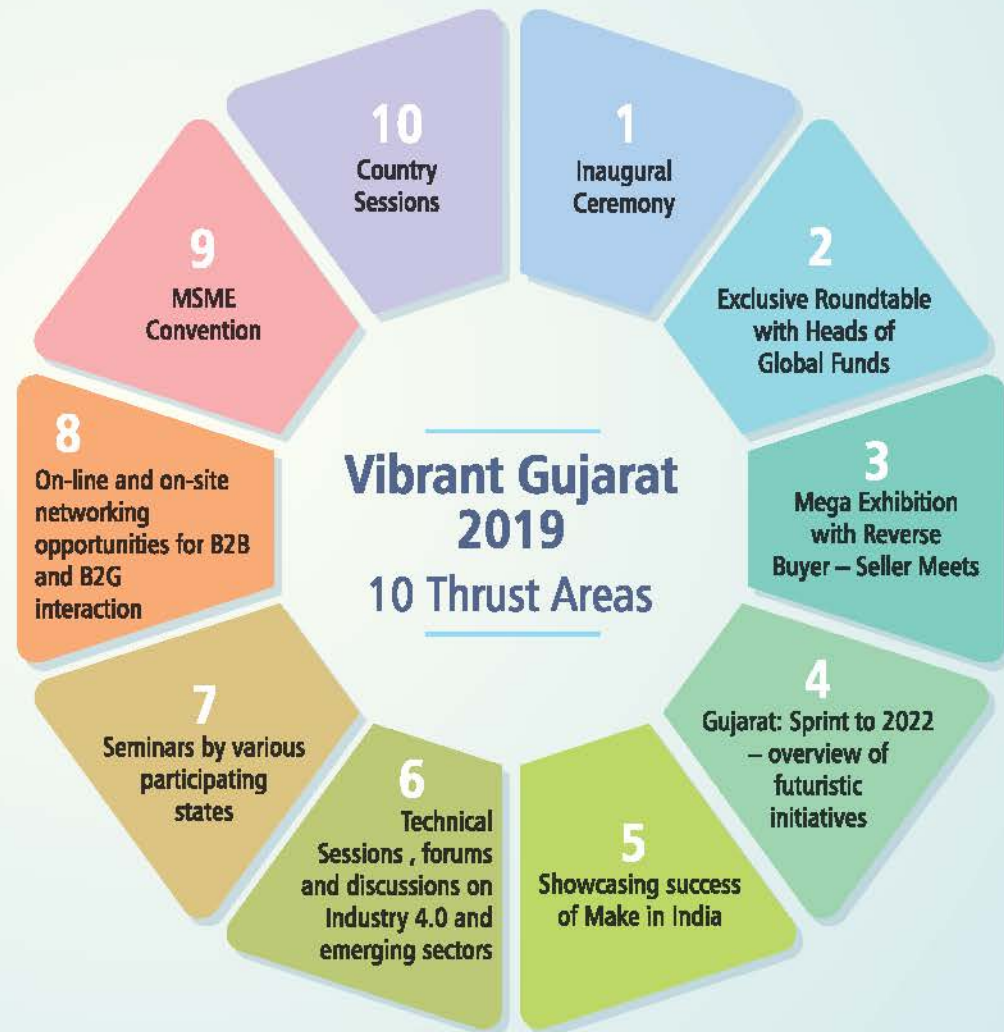 Vibrant Gujarat
2019
10 Thrust Areas
1
Inaugural
Ceremony
2
Exclusive Roundtable
with Heads of
Global Funds
3
Mega Exhibition
with Reverse
Buyer – Seller Meets
4
Gujarat: Sprint to 2022
– overview of
futuristic
initiatives
5
Showcasing success
of Make in India
6
Technical
Sessions , forums
and discussions on
Industry 4.0 and
emerging sectors
7
Seminars by various
participating
states
8
On-line and on-site
networking
opportunities for B2B
and B2G
interaction
9
MSME
Convention
10
Country
Sessions